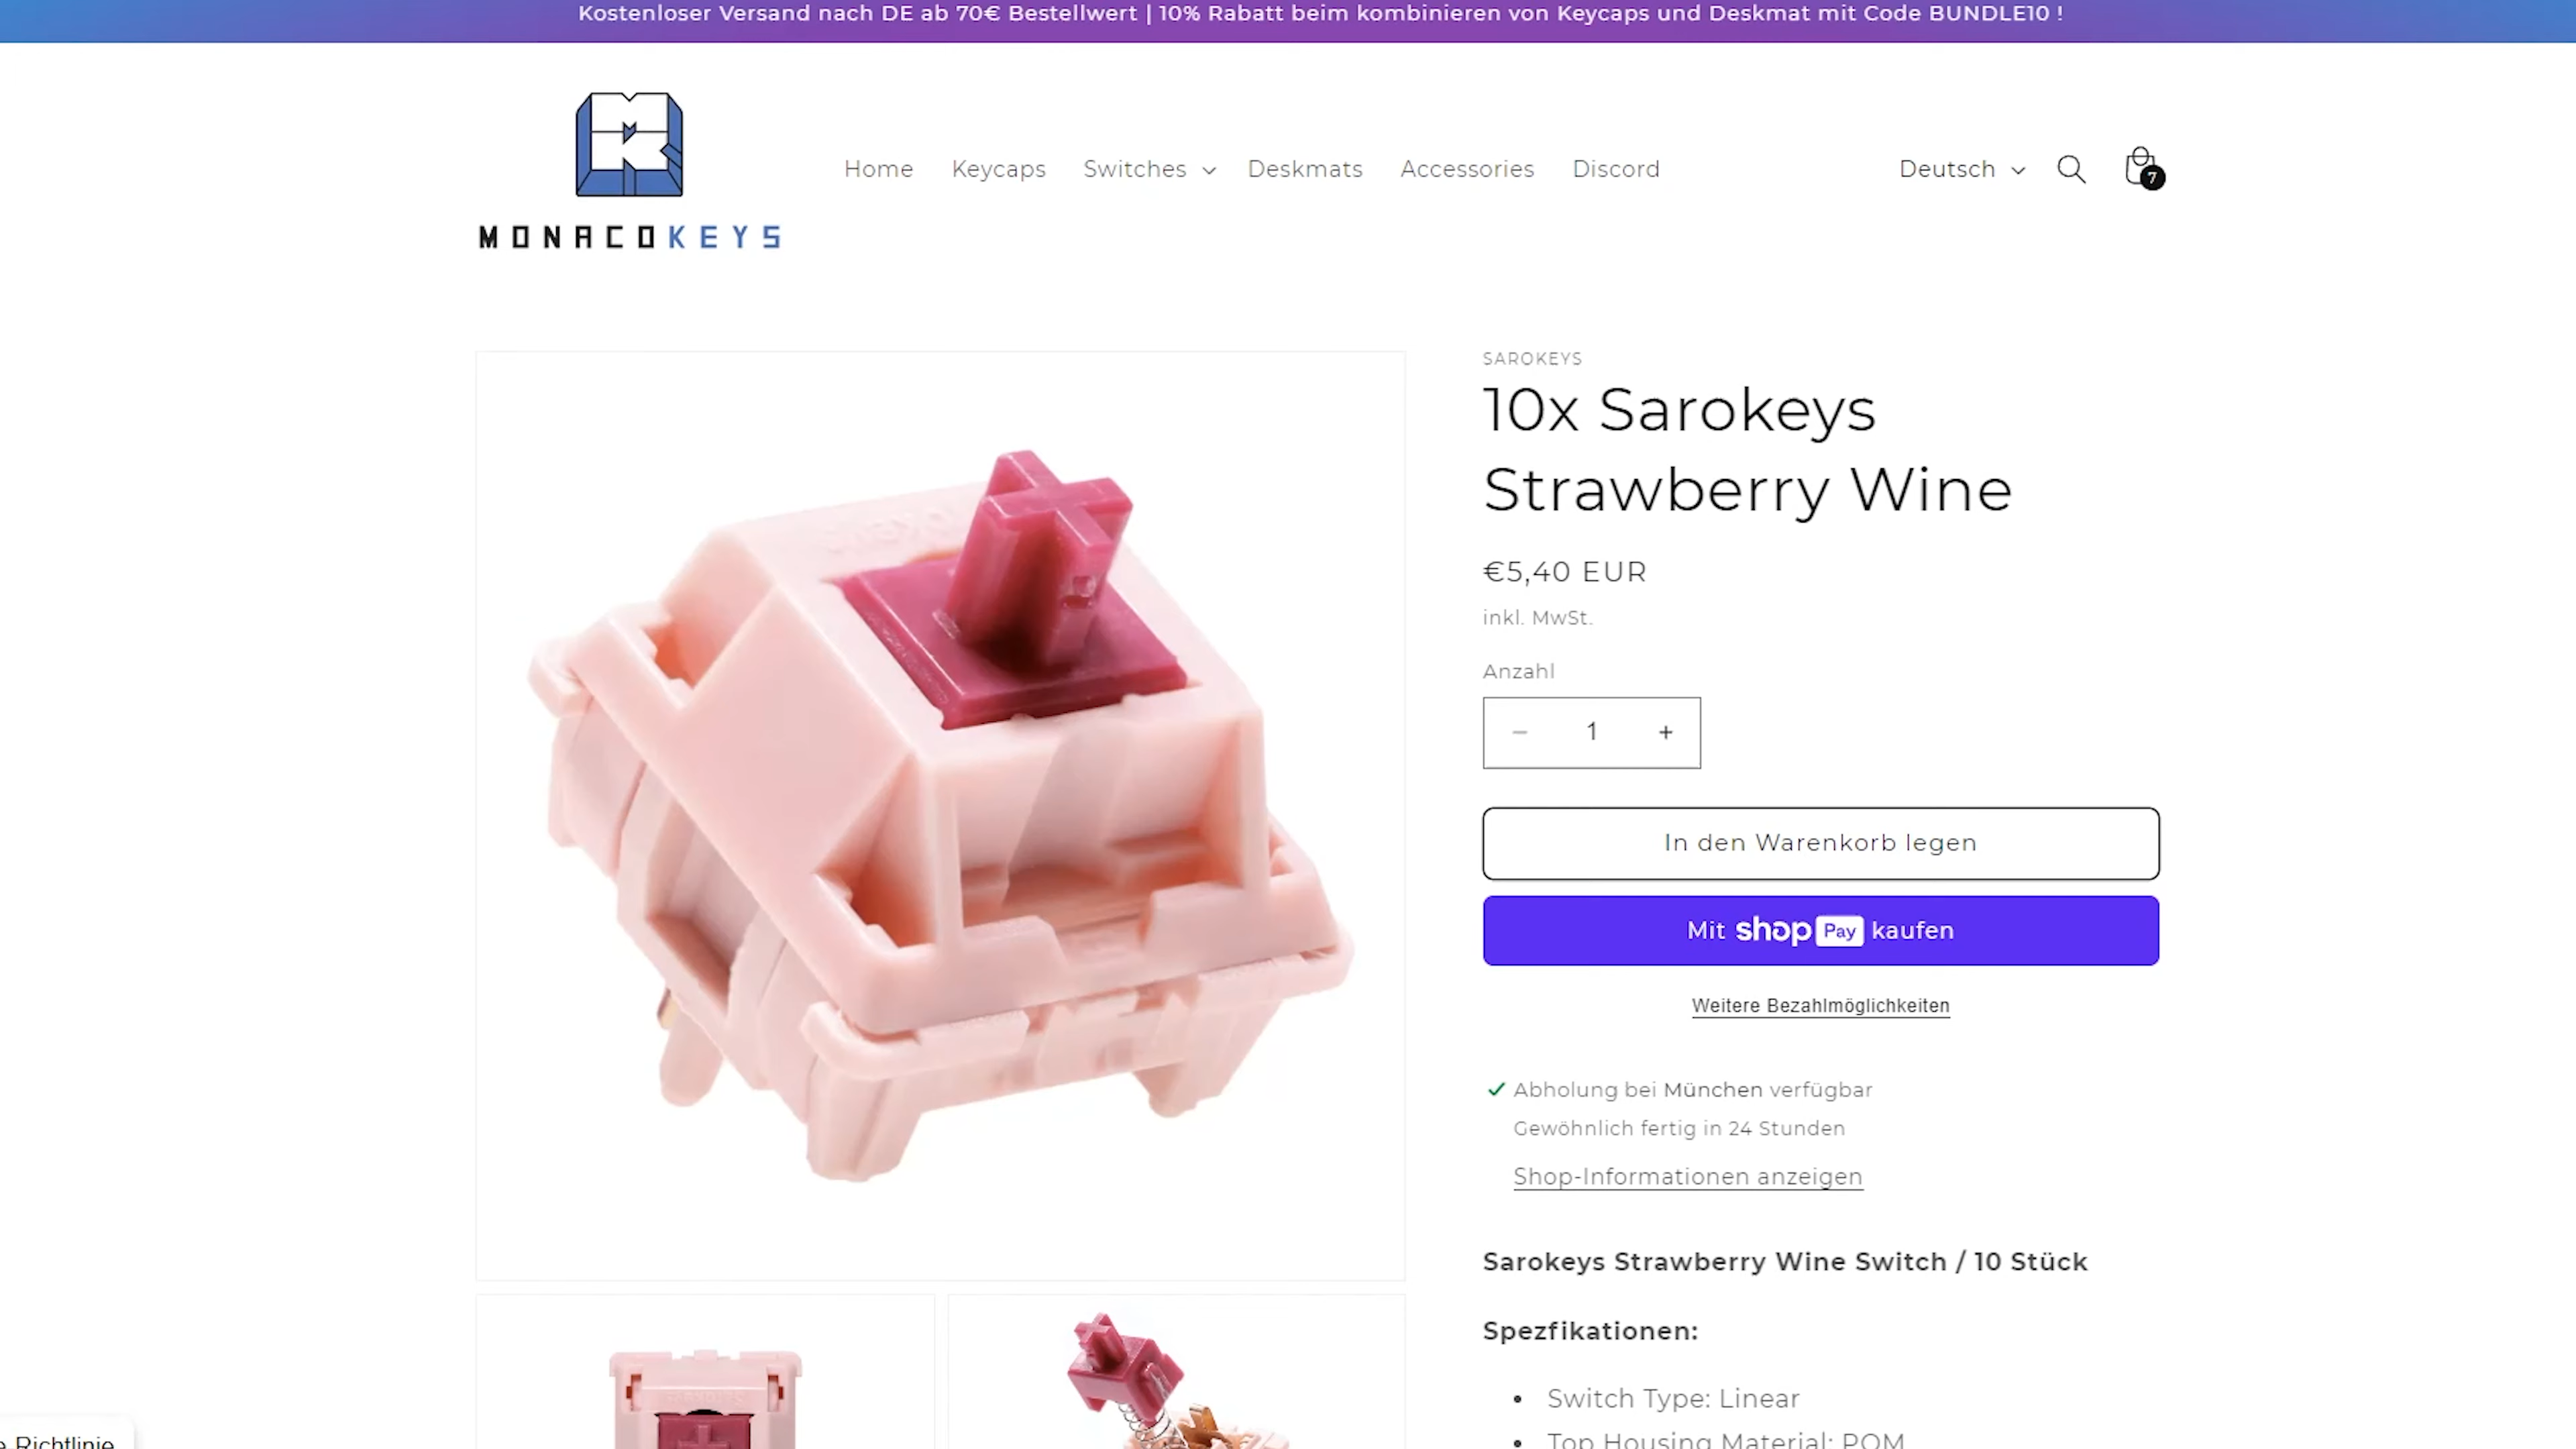 Kostenloser Versand nach DE ab 70€ Bestellwert | 10% Rabatt beim kombinieren von Keycaps und Deskmat mit Code BUNDLE10 !
MONACOKEYS
Home Keycaps Switches Deskmats Accessories Discord
Deutsch
7
SAROKEYS
10x Sarokeys
Strawberry Wine
€5,40 EUR
inkl. MwSt.
Anzahl
− 1 +
In den Warenkorb legen
Mit shop Pay kaufen
Weitere Bezahlmöglichkeiten
Abholung bei München verfügbar
Gewöhnlich fertig in 24 Stunden
Shop-Informationen anzeigen
Sarokeys Strawberry Wine Switch / 10 Stück
Spezfikationen:
• Switch Type: Linear
• Top Housing Material: POM
Richtlinie